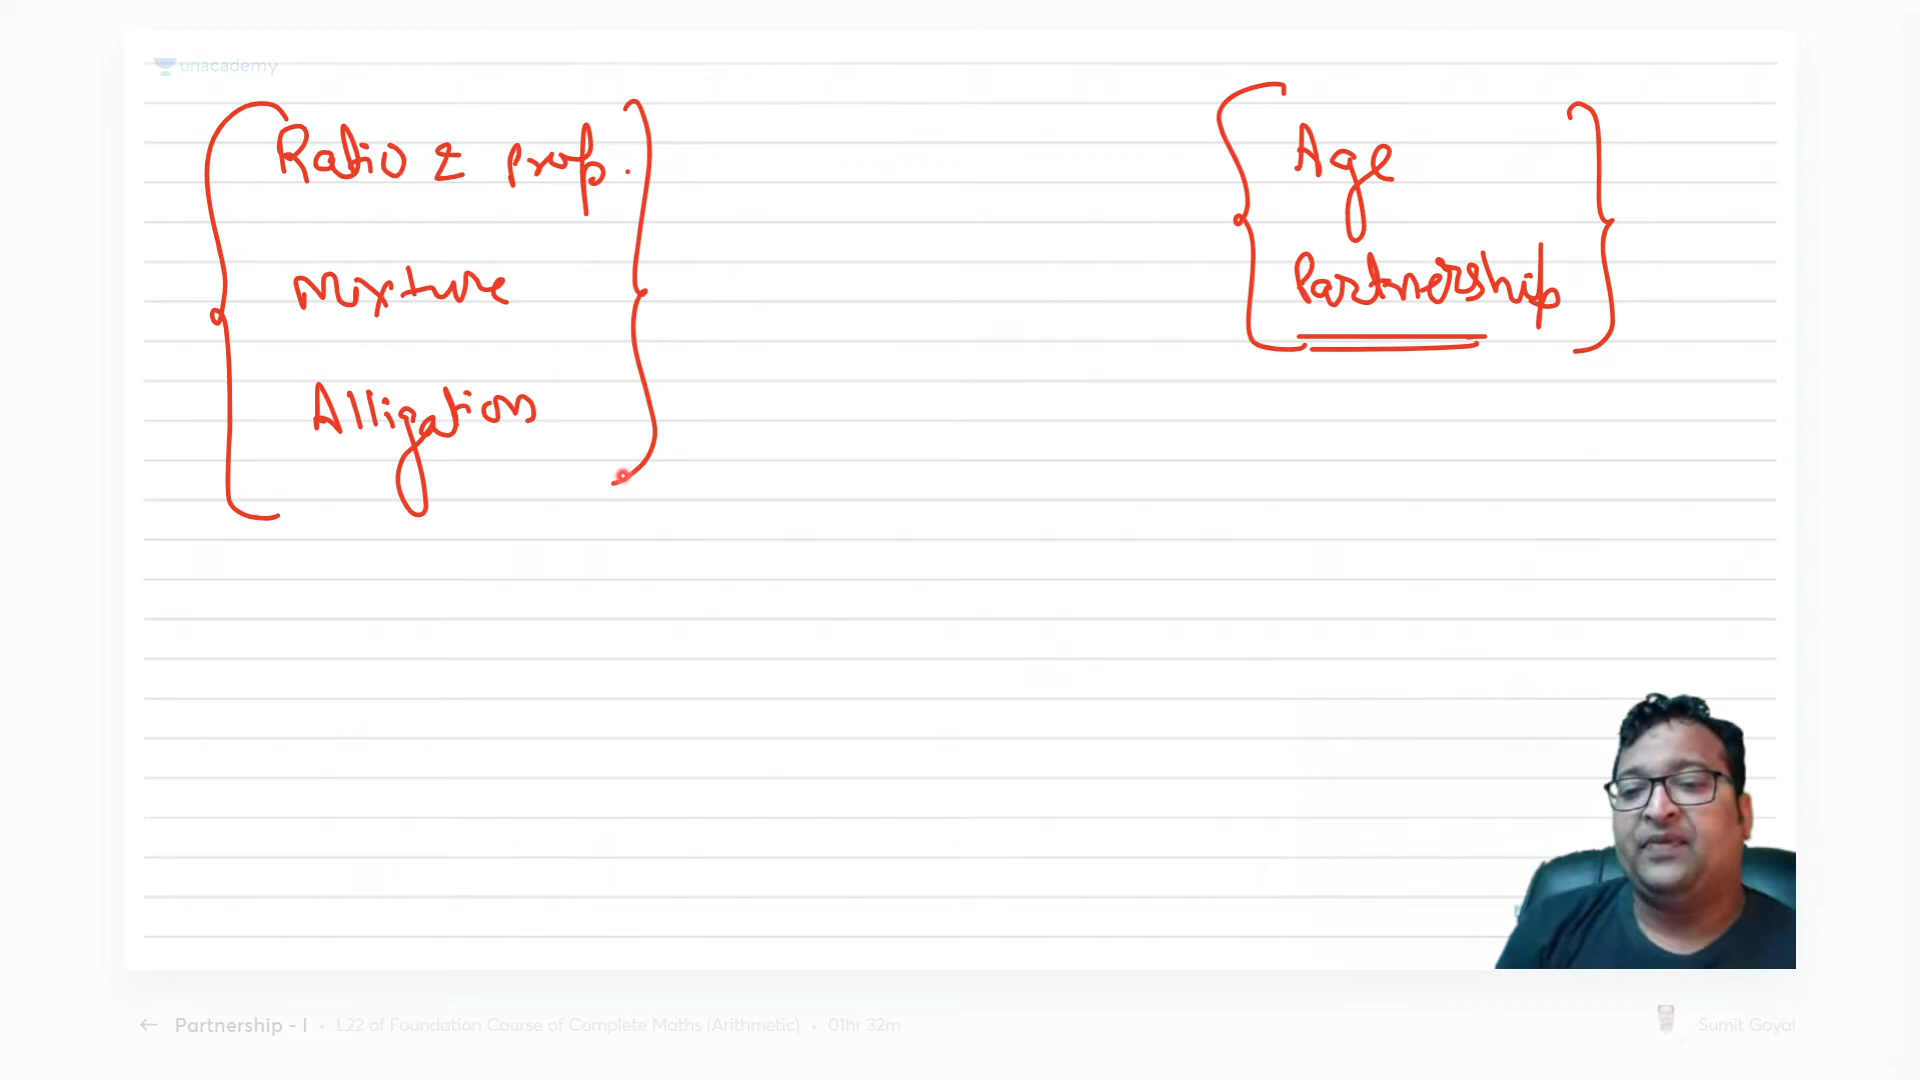 unacademy
Ratio & Prop.
Mixture
Alligation
Age
Partnership
← Partnership - I • L22 of Foundation Course of Complete Maths (Arithmetic) • 01hr 32m
Sumit Goyal